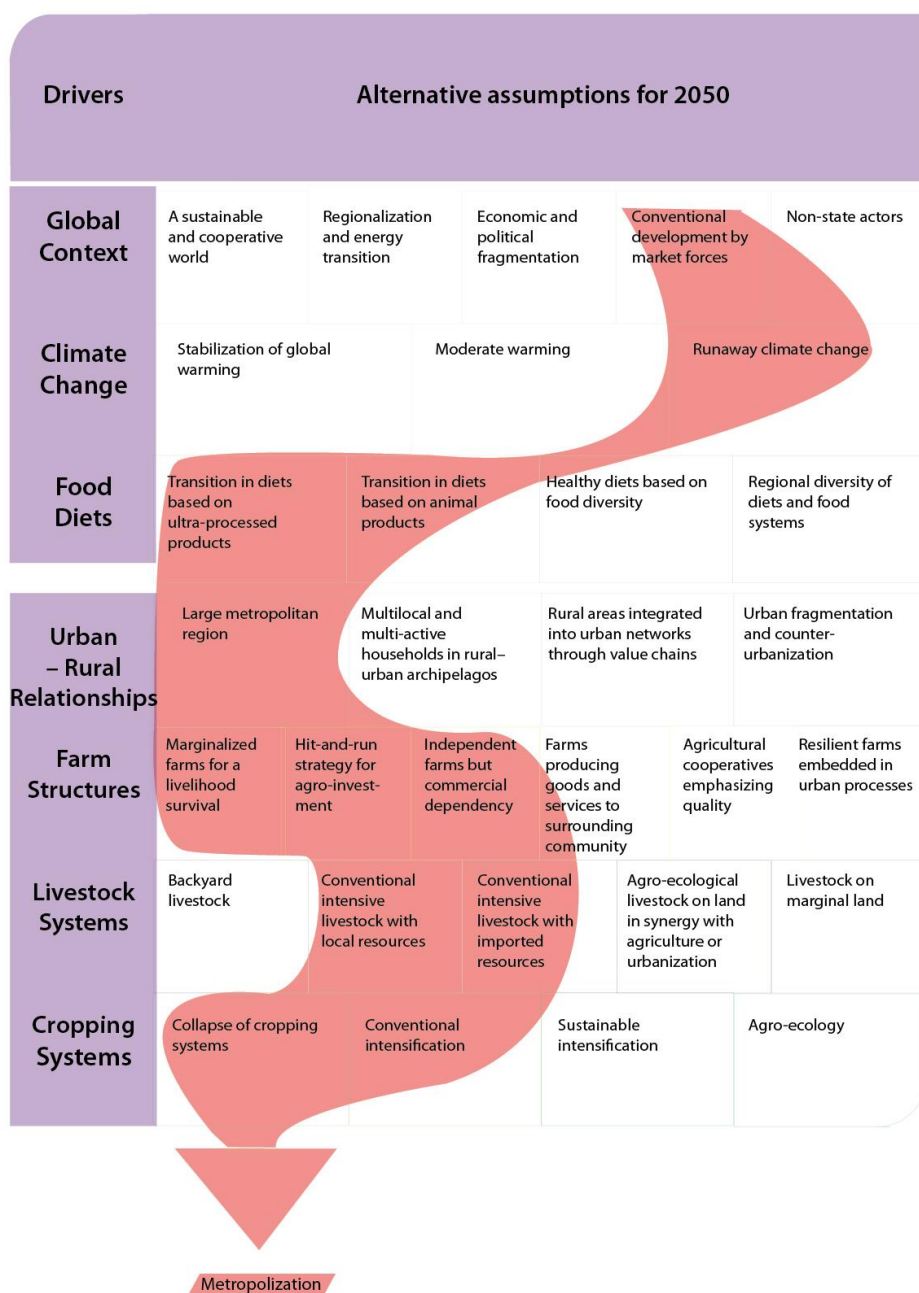 Drivers
Alternative assumptions for 2050
Global
Context
A sustainable
and cooperative
world
Regionalization
and energy
transition
Economic and
political
fragmentation
Conventional
development by
market forces
Non-state actors
Climate
Change
Stabilization of global
warming
Moderate warming
Runaway climate change
Food
Diets
Transition in diets
based on
ultra-processed
products
Transition in diets
based on animal
products
Healthy diets based on
food diversity
Regional diversity of
diets and food
systems
Urban
– Rural
Relationships
Large metropolitan
region
Multilocal and
multi-active
households in rural–
urban archipelagos
Rural areas integrated
into urban networks
through value chains
Urban fragmentation
and counter-
urbanization
Farm
Structures
Marginalized
farms for a
livelihood
survival
Hit-and-run
strategy for
agro-invest-
ment
Independent
farms but
commercial
dependency
Farms
producing
goods and
services to
surrounding
community
Agricultural
cooperatives
emphasizing
quality
Resilient farms
embedded in
urban processes
Livestock
Systems
Backyard
livestock
Conventional
intensive
livestock with
local resources
Conventional
intensive
livestock with
imported
resources
Agro-ecological
livestock on land
in synergy with
agriculture or
urbanization
Livestock on
marginal land
Cropping
Systems
Collapse of cropping
systems
Conventional
intensification
Sustainable
intensification
Agro-ecology
Metropolization